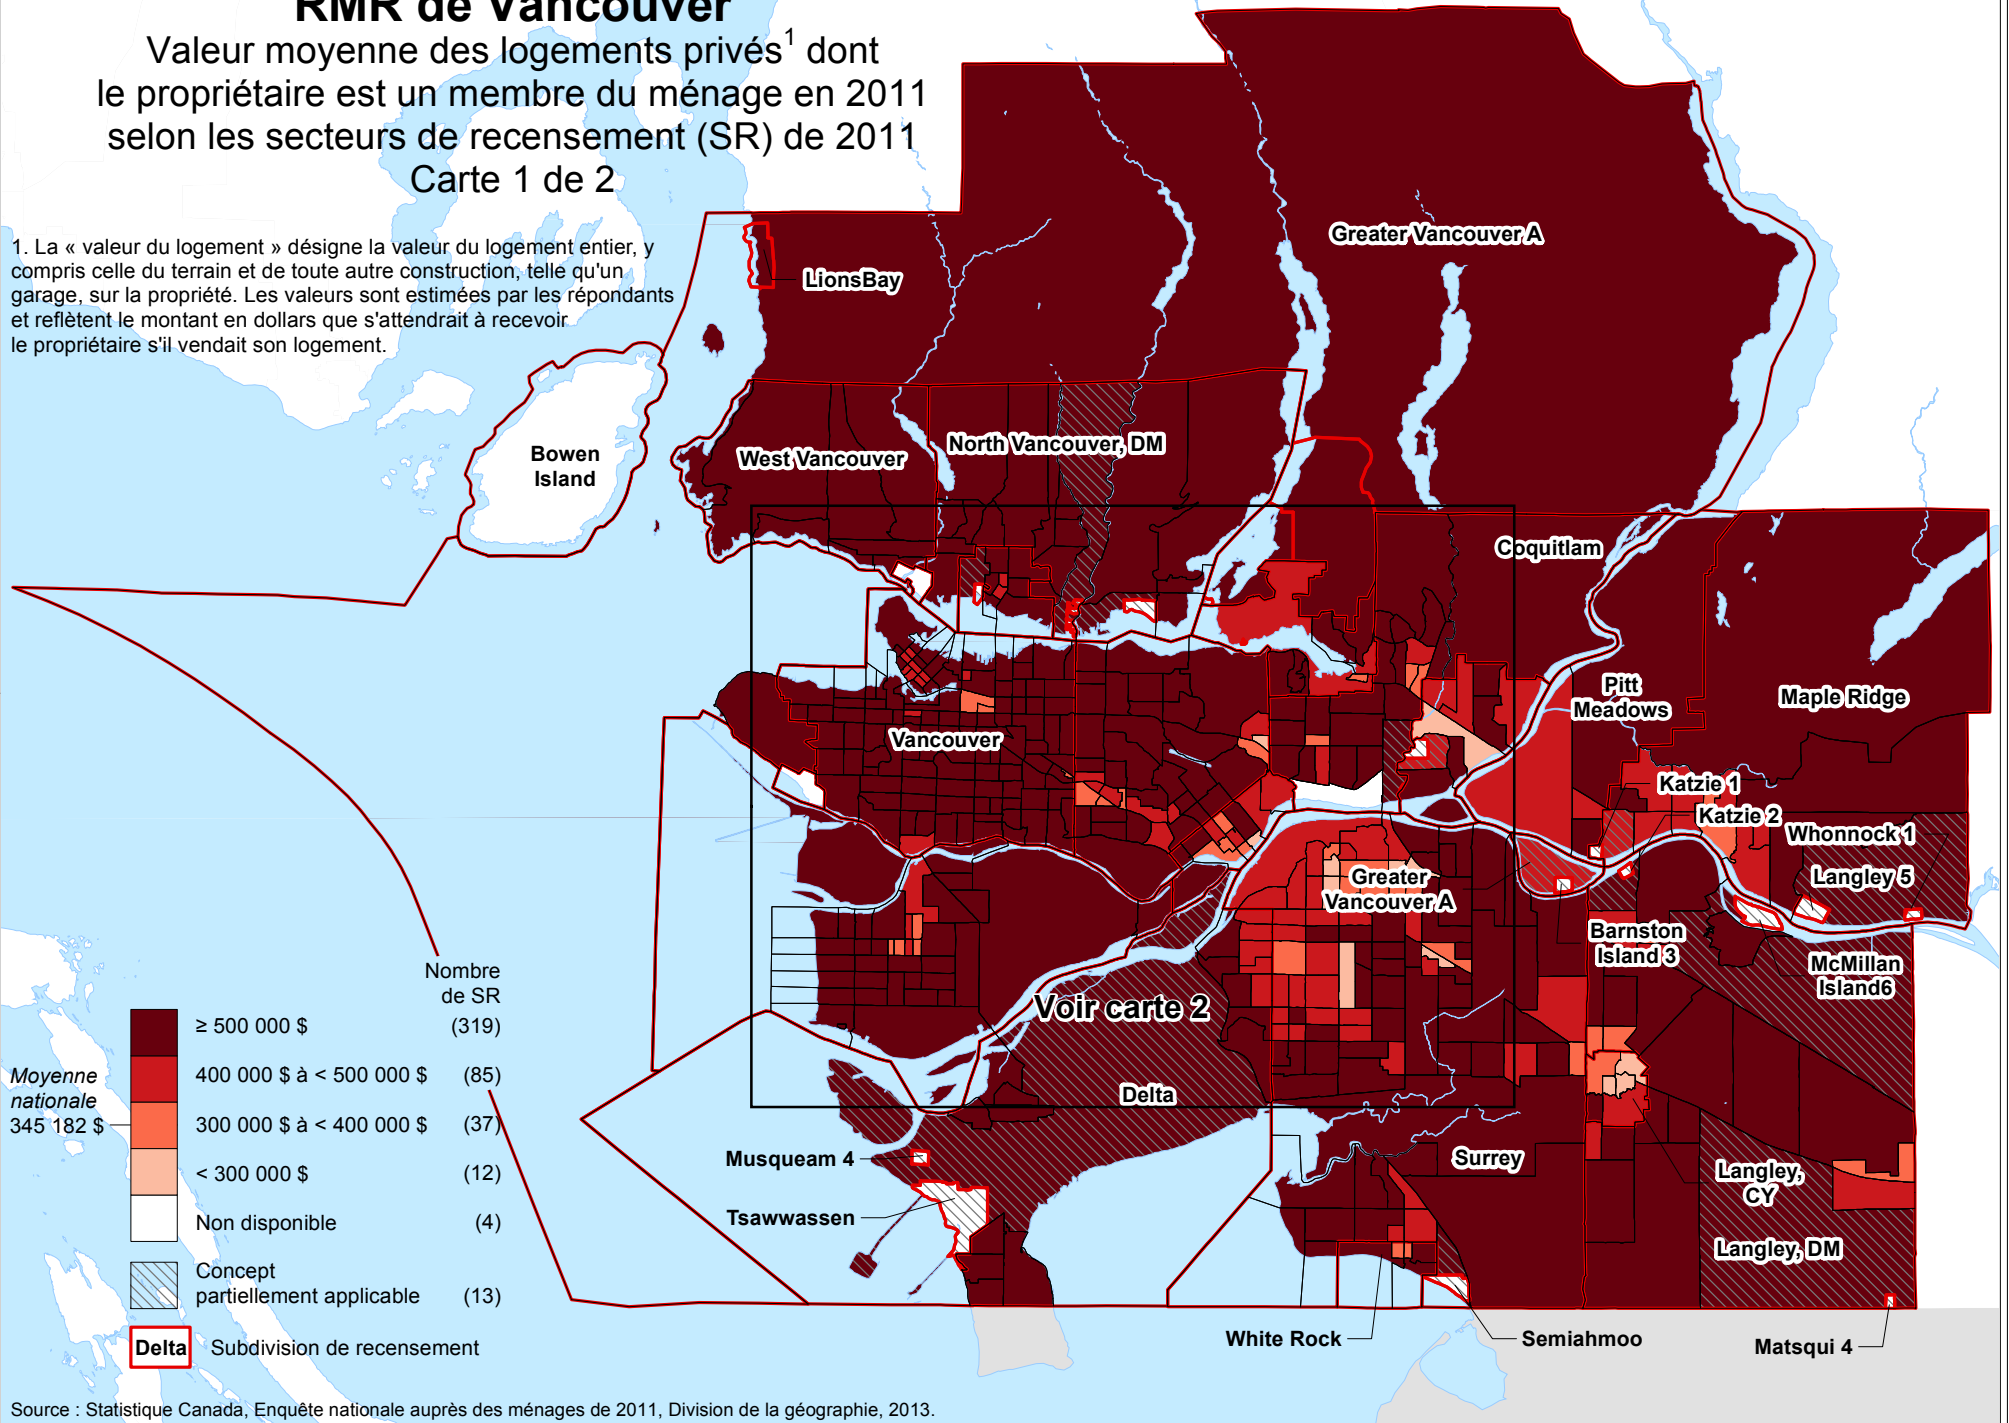 RMR de Vancouver
Valeur moyenne des logements privés¹ dont
le propriétaire est un membre du ménage en 2011
selon les secteurs de recensement (SR) de 2011
Carte 1 de 2
1. La « valeur du logement » désigne la valeur du logement entier, y
compris celle du terrain et de toute autre construction, telle qu'un
garage, sur la propriété. Les valeurs sont estimées par les répondants
et reflètent le montant en dollars que s'attendrait à recevoir
le propriétaire s'il vendait son logement.
Greater Vancouver A
LionsBay
Bowen
Island
West Vancouver
North Vancouver, DM
Coquitlam
Pitt
Meadows
Maple Ridge
Vancouver
Katzie 1
Katzie 2
Whonnock 1
Langley 5
Greater
Vancouver A
Barnston
Island 3
McMillan
Island6
Voir carte 2
Delta
Musqueam 4
Tsawwassen
Surrey
Langley,
CY
Langley, DM
White Rock
Semiahmoo
Matsqui 4
Nombre
de SR
≥ 500 000 $ (319)
400 000 $ à < 500 000 $ (85)
300 000 $ à < 400 000 $ (37)
< 300 000 $ (12)
Non disponible (4)
Concept
partiellement applicable (13)
Moyenne
nationale
345 182 $
Delta Subdivision de recensement
Source : Statistique Canada, Enquête nationale auprès des ménages de 2011, Division de la géographie, 2013.